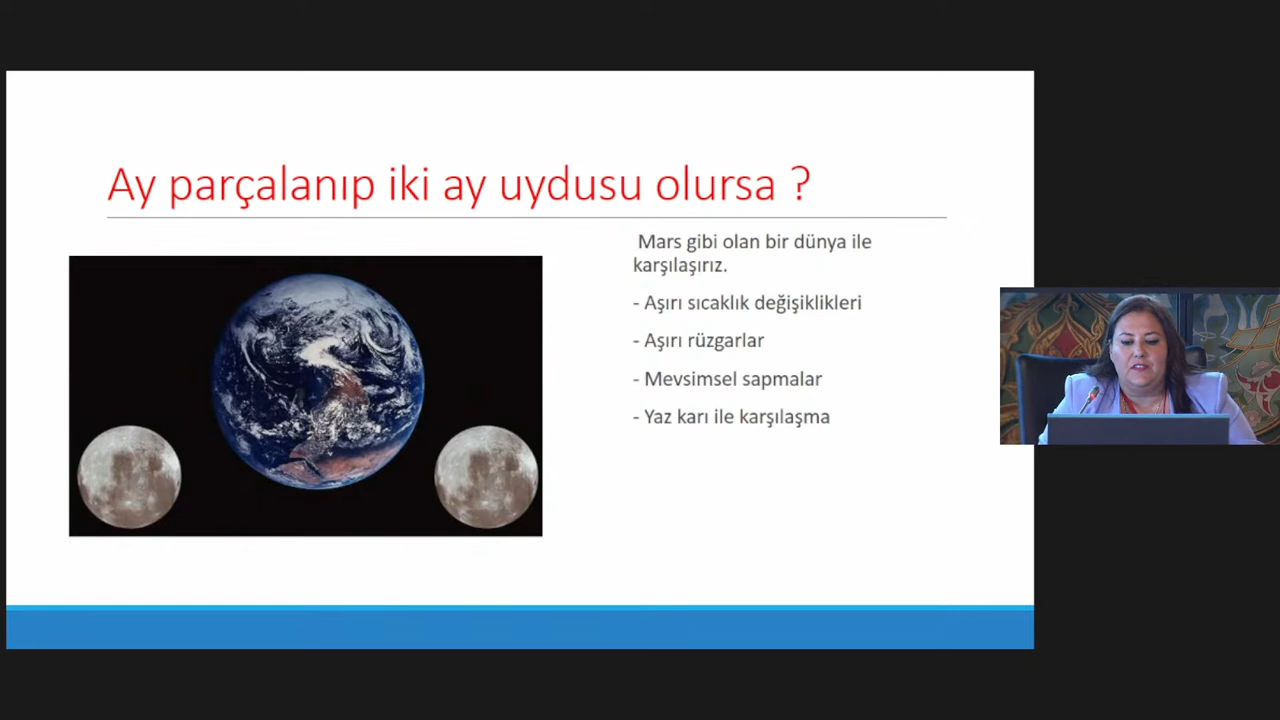 Ay parçalanıp iki ay uydusu olursa ?
Mars gibi olan bir dünya ile
karşılaşırız.
- Aşırı sıcaklık değişiklikleri
- Aşırı rüzgarlar
- Mevsimsel sapmalar
- Yaz karı ile karşılaşma